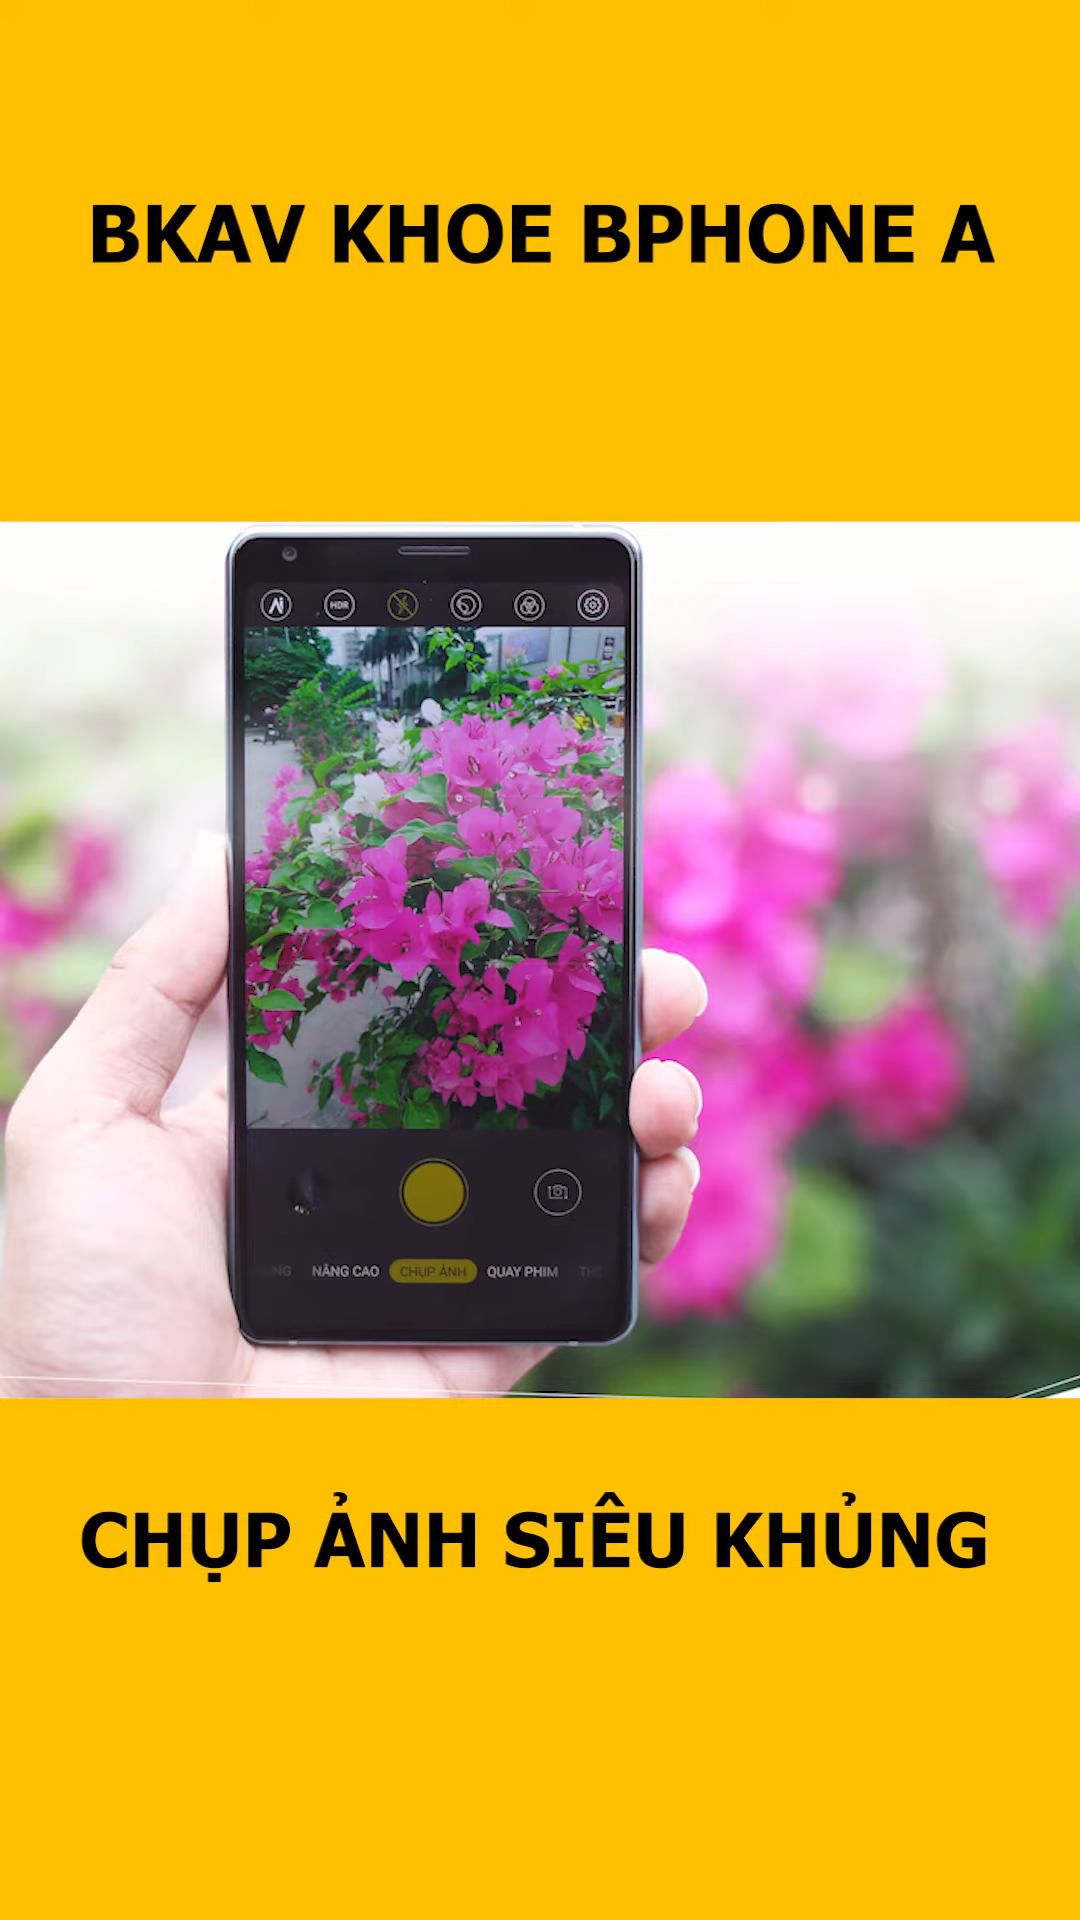 BKAV KHOE BPHONE A
HDR
NÂNG CAO CHỤP ẢNH QUAY PHIM
CHỤP ẢNH SIÊU KHỦNG